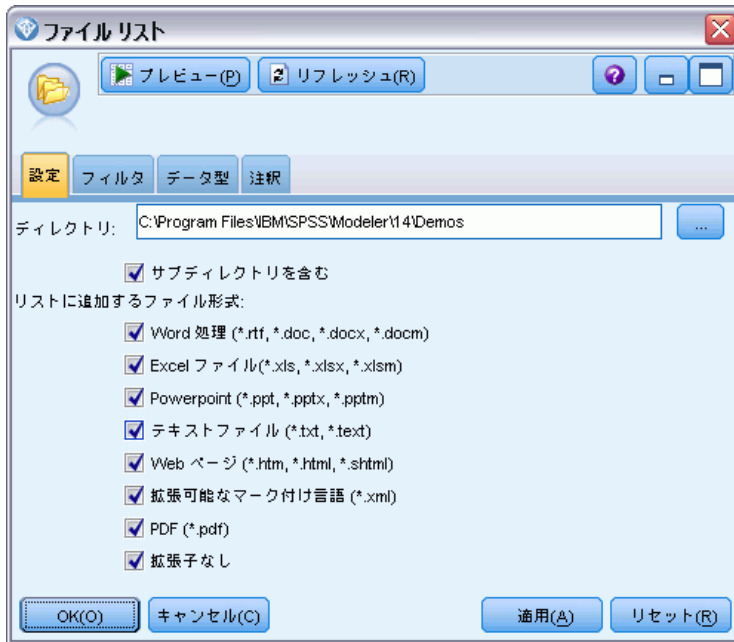 ファイル リスト
プレビュー(P) リフレッシュ(R)
設定 フィルタ データ型 注釈
ディレクトリ: C:\Program Files\IBM\SPSS\Modeler\14\Demos ...
サブディレクトリを含む
リストに追加するファイル形式:
Word 処理 (*.rtf, *.doc, *.docx, *.docm)
Excel ファイル(*.xls, *.xlsx, *.xlsm)
Powerpoint (*.ppt, *.pptx, *.pptm)
テキストファイル (*.txt, *.text)
Web ページ (*.htm, *.html, *.shtml)
拡張可能なマーク付け言語 (*.xml)
PDF (*.pdf)
拡張子なし
OK(O) キャンセル(C) 適用(A) リセット(R)